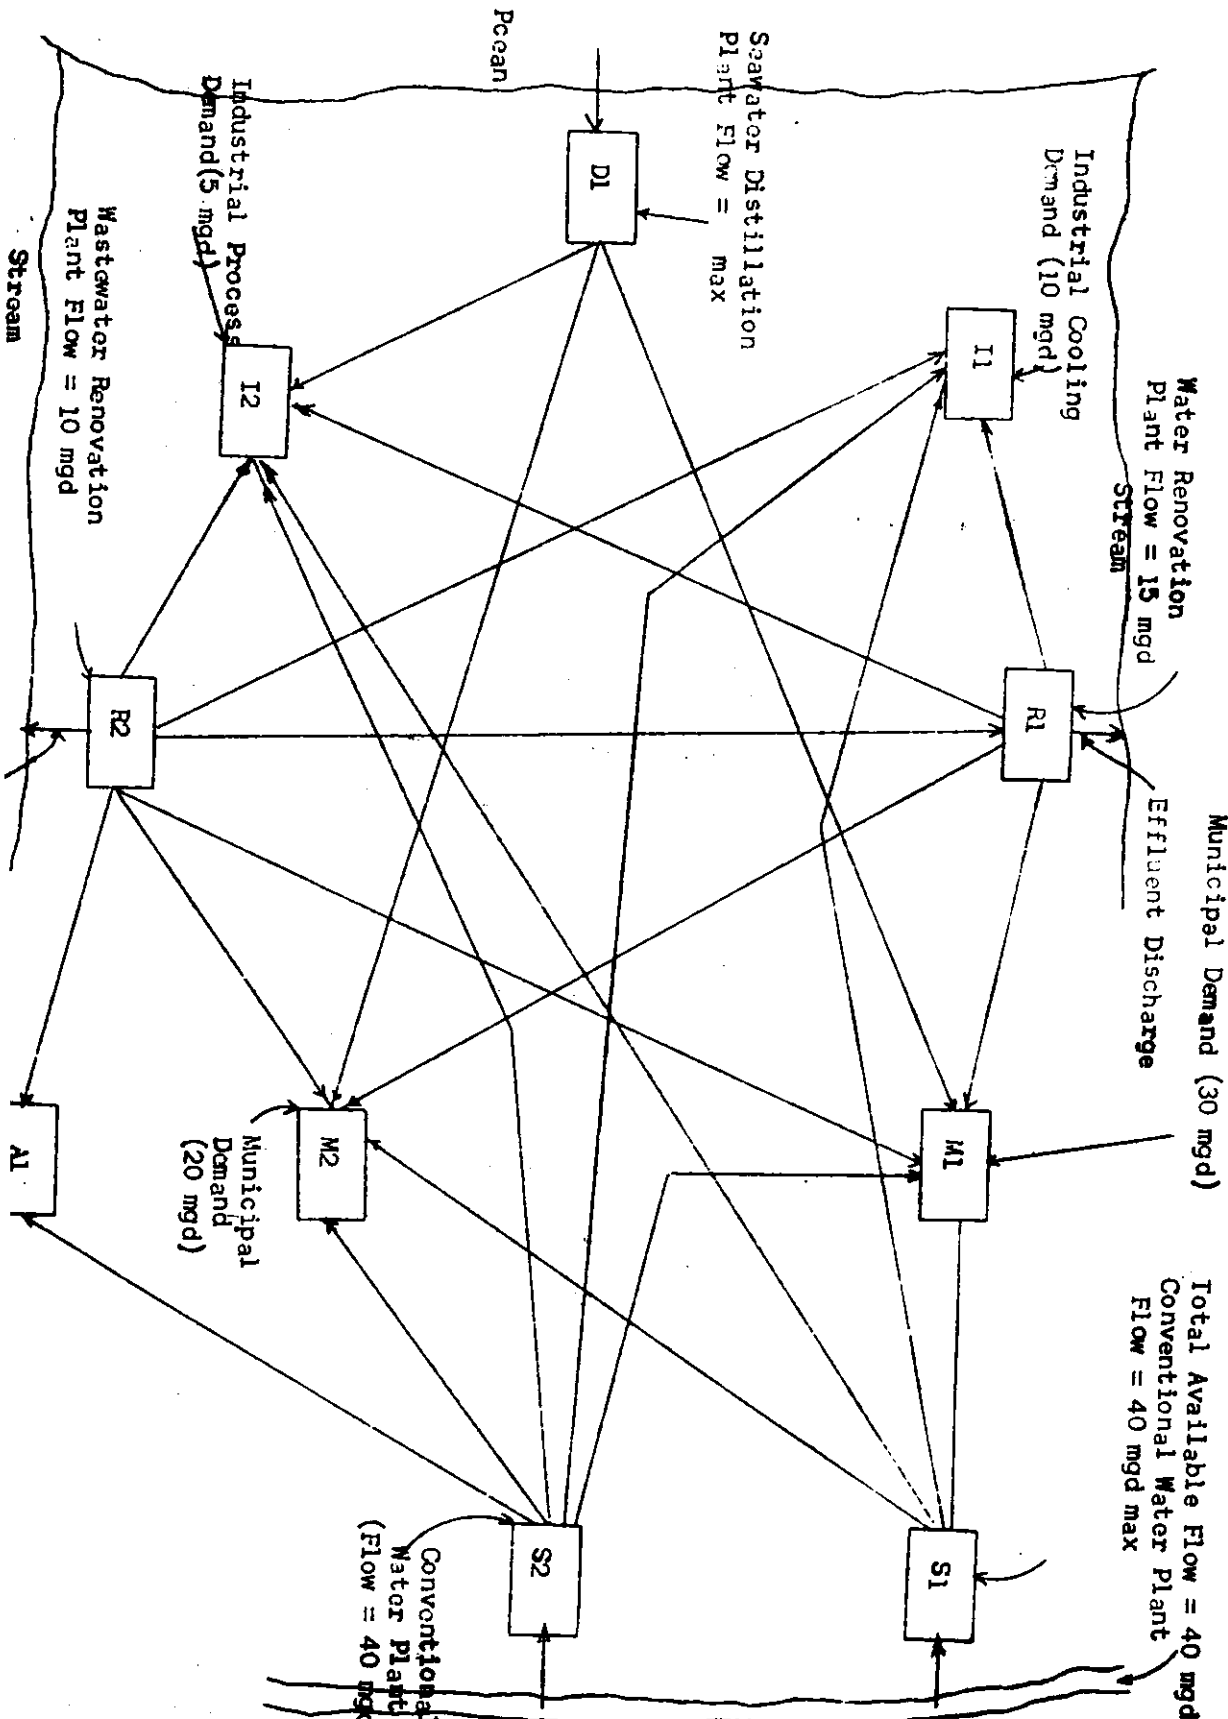 Total Available Flow = 40 mgd
Conventional Water Plant
Flow = 40 mgd max
Municipal Demand (30 mgd)
Effluent Discharge
Water Renovation
Plant Flow = 15 mgd
Stream
Industrial Cooling
Demand (10 mgd)
Seawater Distillation
Plant Flow = max
Pcean
Industrial Process
Demand(5 mgd)
Wastewater Renovation
Plant Flow = 10 mgd
Stream
Municipal
Demand
(20 mgd)
Conventional
Water Plant
(Flow = 40 mgd
D1
I1
I2
R1
R2
M1
M2
A1
S1
S2